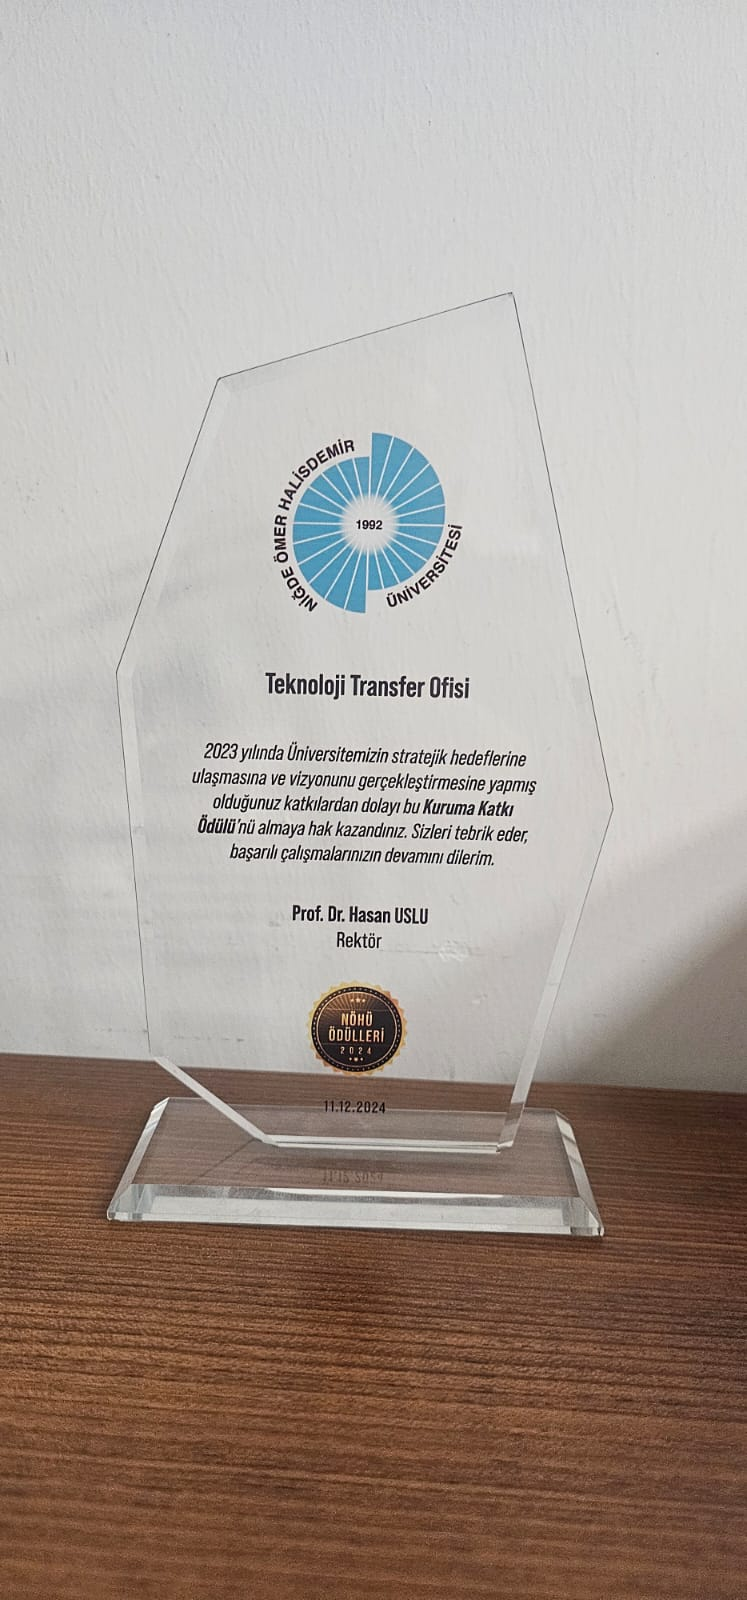 NİĞDE ÖMER HALİSDEMİR
ÜNİVERSİTESİ
1992
Teknoloji Transfer Ofisi
2023 yılında Üniversitemizin stratejik hedeflerine
ulaşmasına ve vizyonunu gerçekleştirmesine yapmış
olduğunuz katkılardan dolayı bu Kuruma Katkı
Ödülü'nü almaya hak kazandınız. Sizleri tebrik eder,
başarılı çalışmalarınızın devamını dilerim.
Prof. Dr. Hasan USLU
Rektör
NÖHÜ
ÖDÜLLERİ
2024
11.12.2024